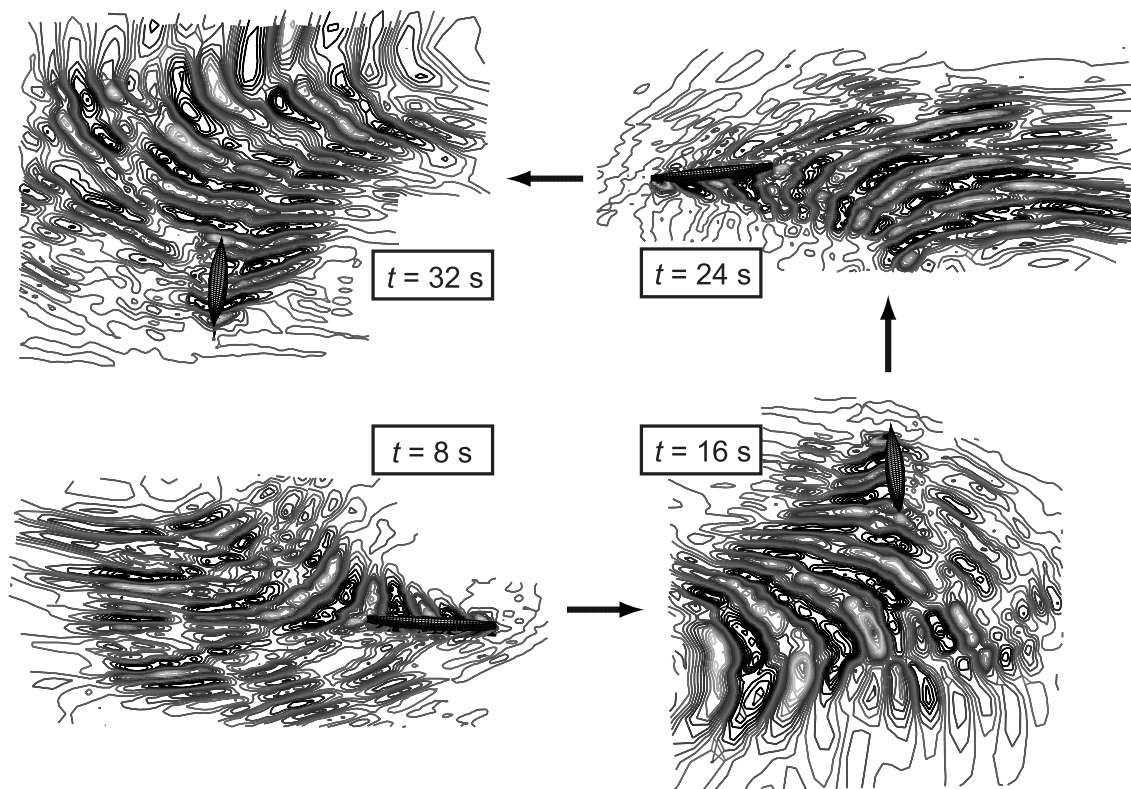 t = 32 s
t = 24 s
t = 8 s
t = 16 s